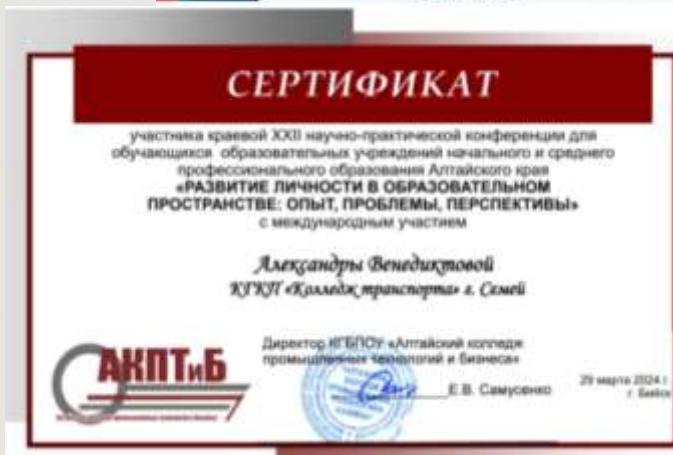 СЕРТИФИКАТ
участника краевой XXII научно-практической конференции для
обучающихся образовательных учреждений начального и среднего
профессионального образования Алтайского края
«РАЗВИТИЕ ЛИЧНОСТИ В ОБРАЗОВАТЕЛЬНОМ
ПРОСТРАНСТВЕ: ОПЫТ, ПРОБЛЕМЫ, ПЕРСПЕКТИВЫ»
с международным участием
Александры Венедиктовой
КГКП «Колледж транспорта» г. Семей
Директор КГБПОУ «Алтайский колледж
промышленных технологий и бизнеса»
Е.В. Самусенко
29 марта 2024 г.
г. Бийск
АКПТиБ